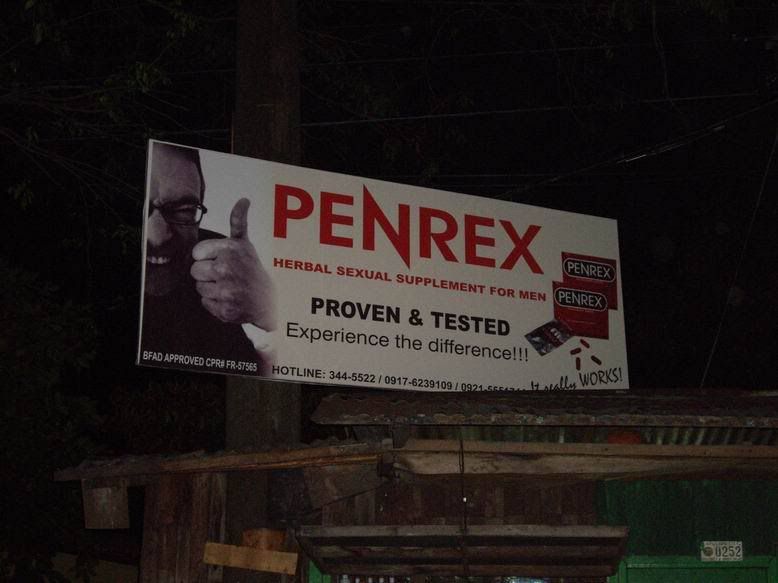 PENREX
HERBAL SEXUAL SUPPLEMENT FOR MEN
PROVEN & TESTED
Experience the difference!!!
BFAD APPROVED CPR# FR-57565
HOTLINE: 344-5522 / 0917-6239109 / 0921-
PENREX
PENREX
It really WORKS!
0252